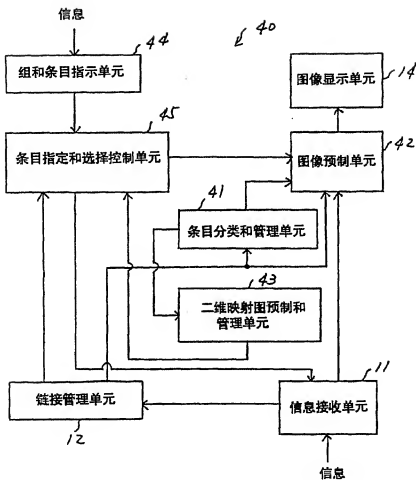 信息
44
40
组和条目指示单元
图像显示单元
14
45
条目指定和选择控制单元
图像预制单元
42
41
条目分类和管理单元
43
二维映射图预制和
管理单元
11
链接管理单元
信息接收单元
12
信息